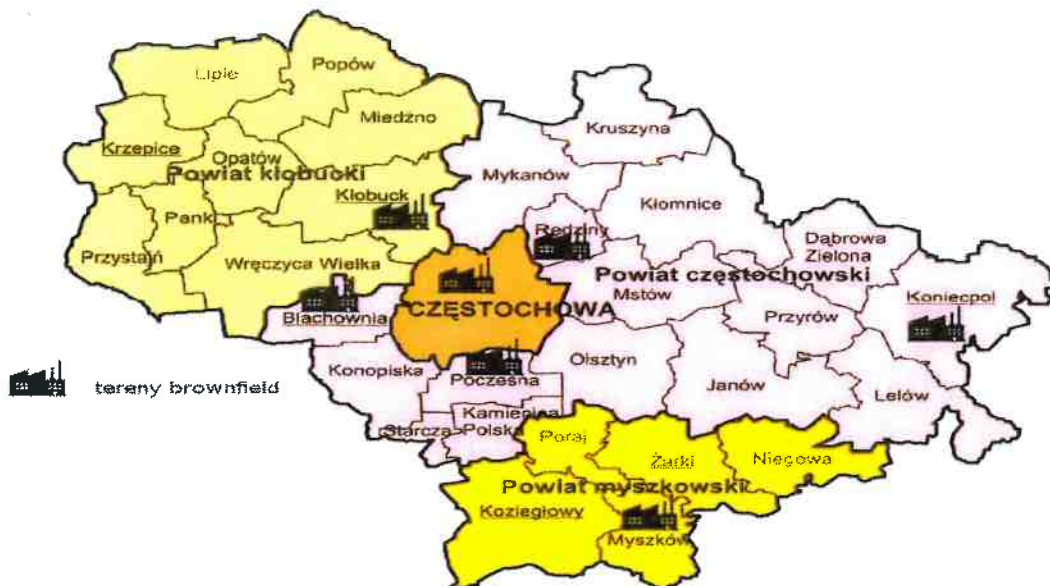 Lipie
Popów
Miedźno
Krzepice
Opatów
Powiat kłobucki
Kłobuck
Panki
Przystajń
Wręczyca Wielka
Kruszyna
Mykanów
Kłomnice
Rędziny
Dąbrowa
Zielona
Powiat częstochowski
Mstów
Koniecpol
Przyrów
CZĘSTOCHOWA
Blachownia
Konopiska
Poczesna
Olsztyn
Janów
Lelów
Kamienica
Polska
Starcza
tereny brownfield
Poraj
Żarki
Niegowa
Powiat myszkowski
Koziegłowy
Myszków